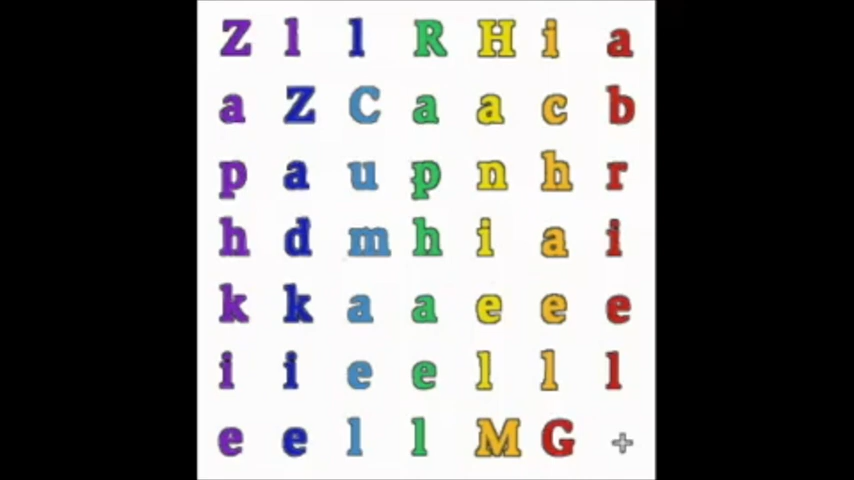 Z l l R H i a
a Z C a a c b
p a u p n h r
h d m h i a i
k k a a e e e
i i e e l l l
e e l l M G +